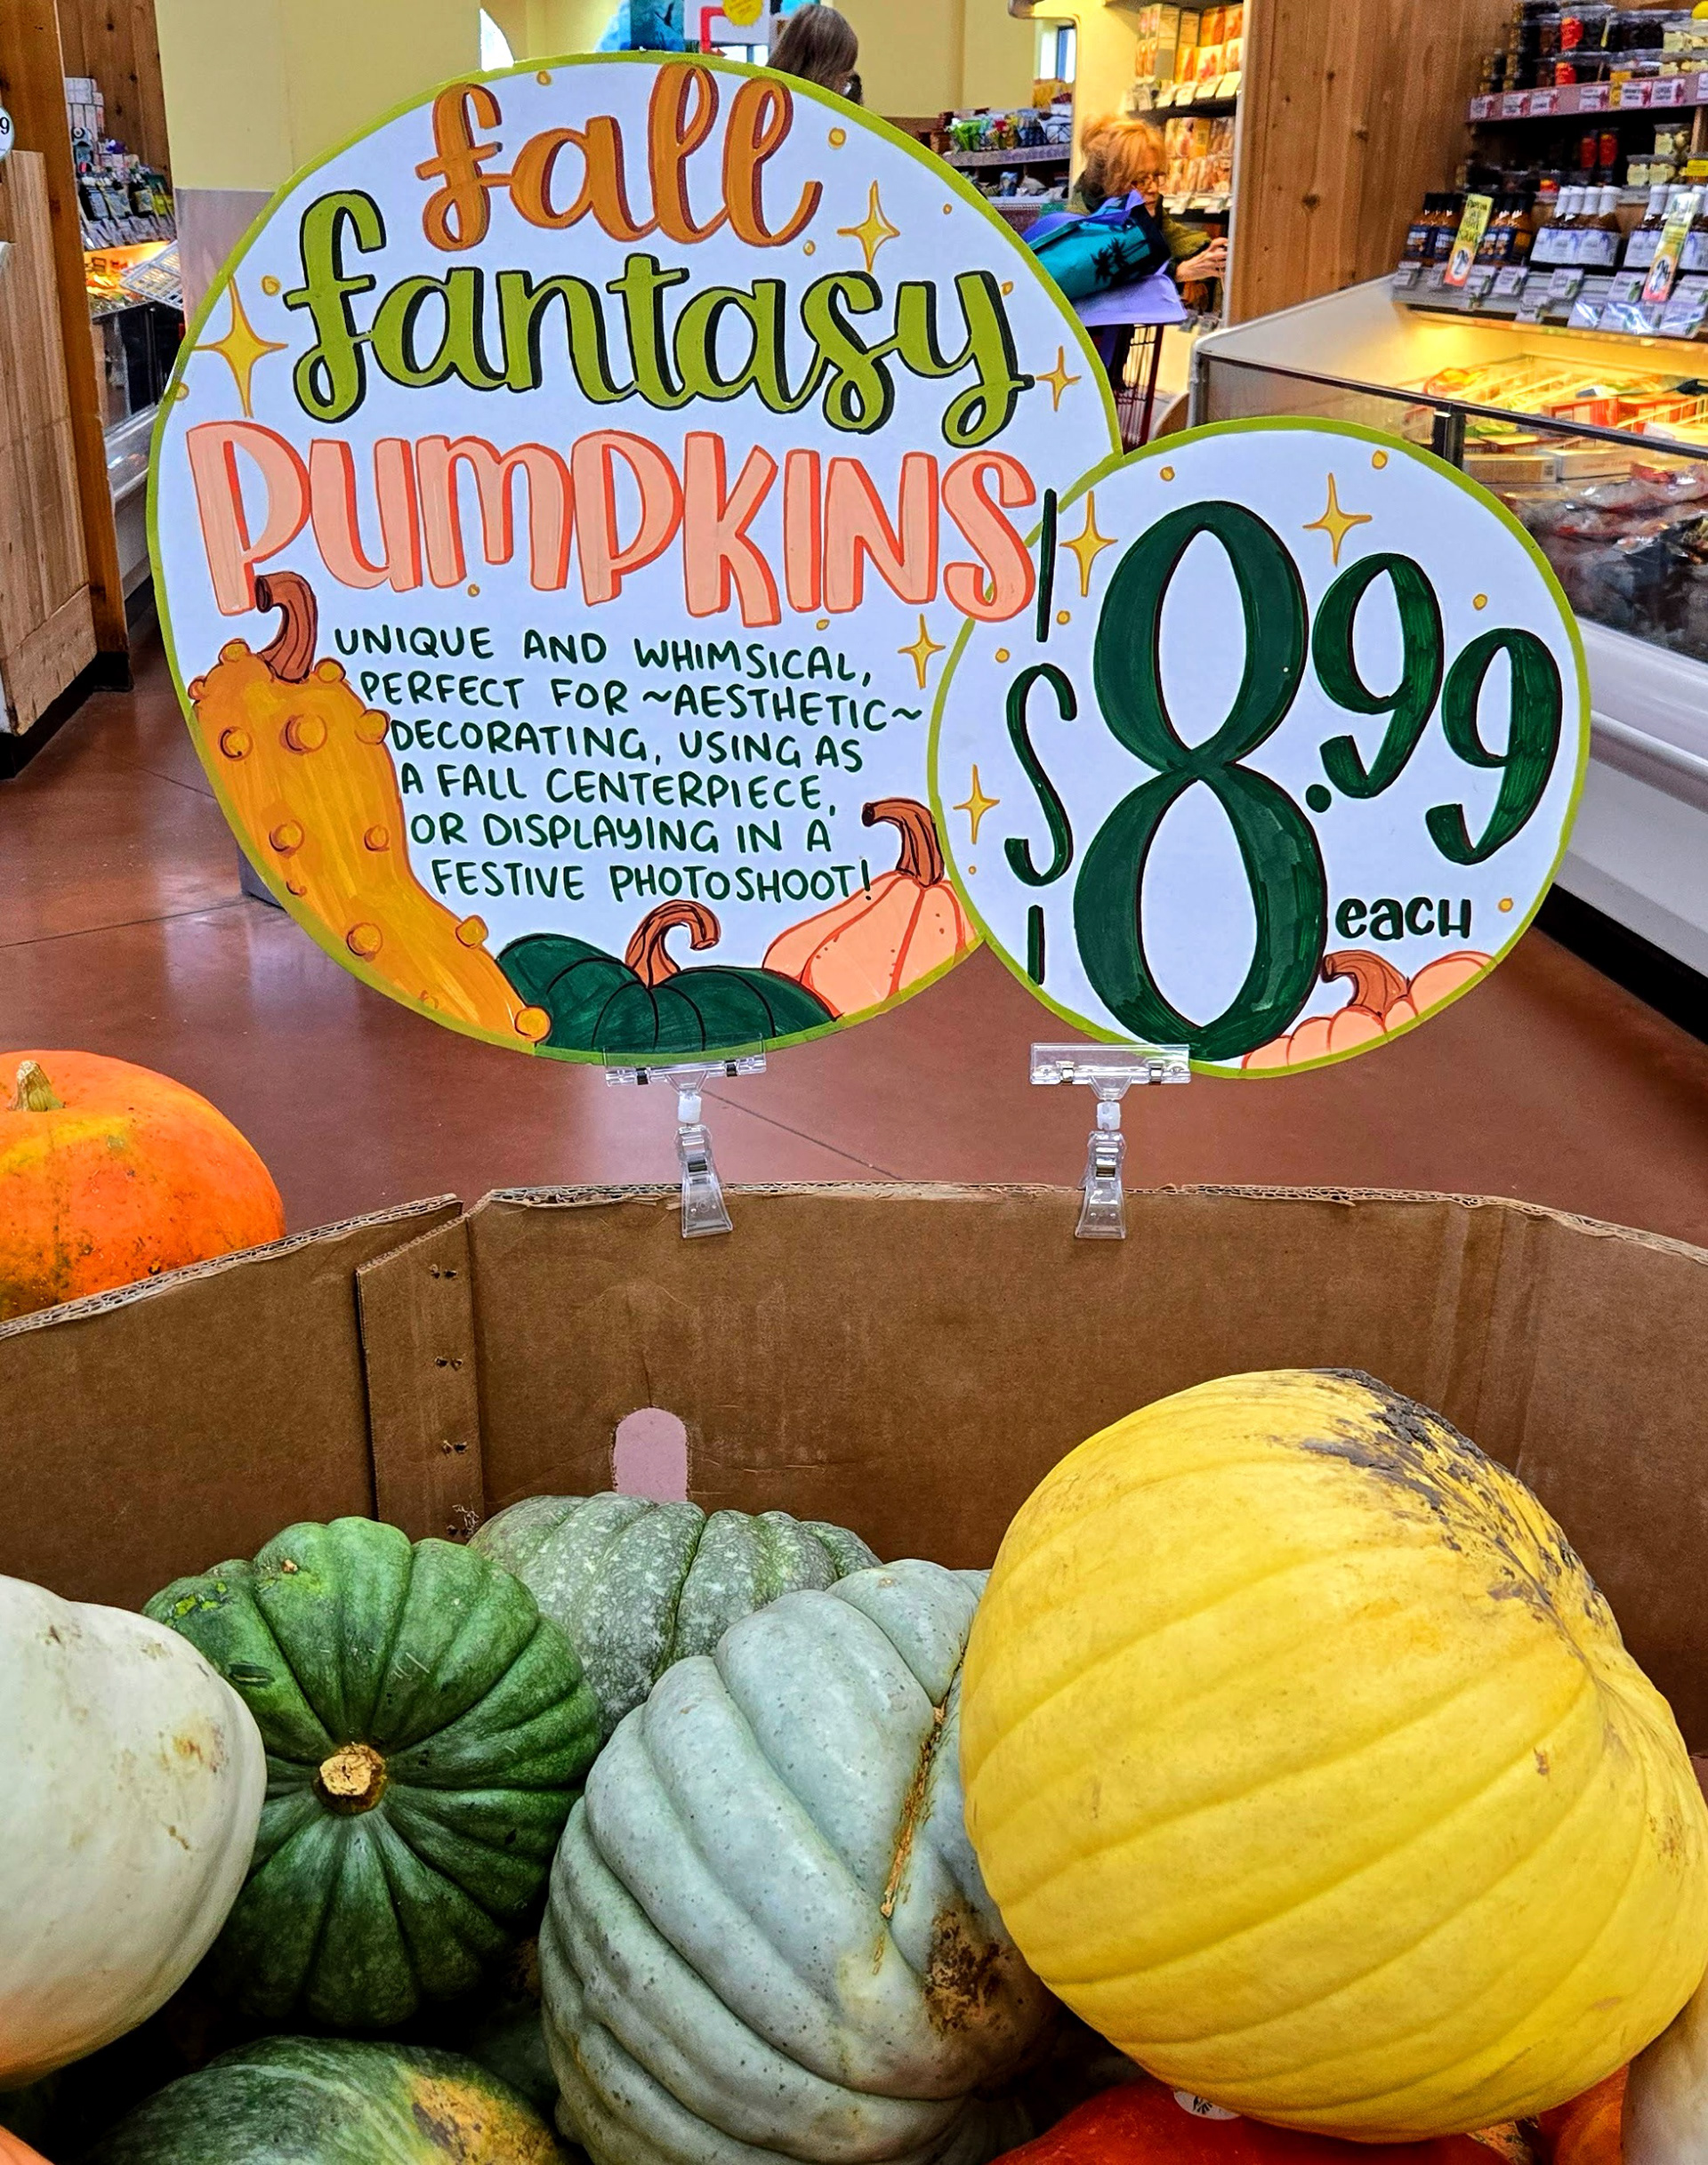 fall
fantasy
PUMPKINS
UNIQUE AND WHIMSICAL,
PERFECT FOR ~AESTHETIC~
DECORATING, USING AS
A FALL CENTERPIECE,
OR DISPLAYING IN A
FESTIVE PHOTOSHOOT!
$8.99
each